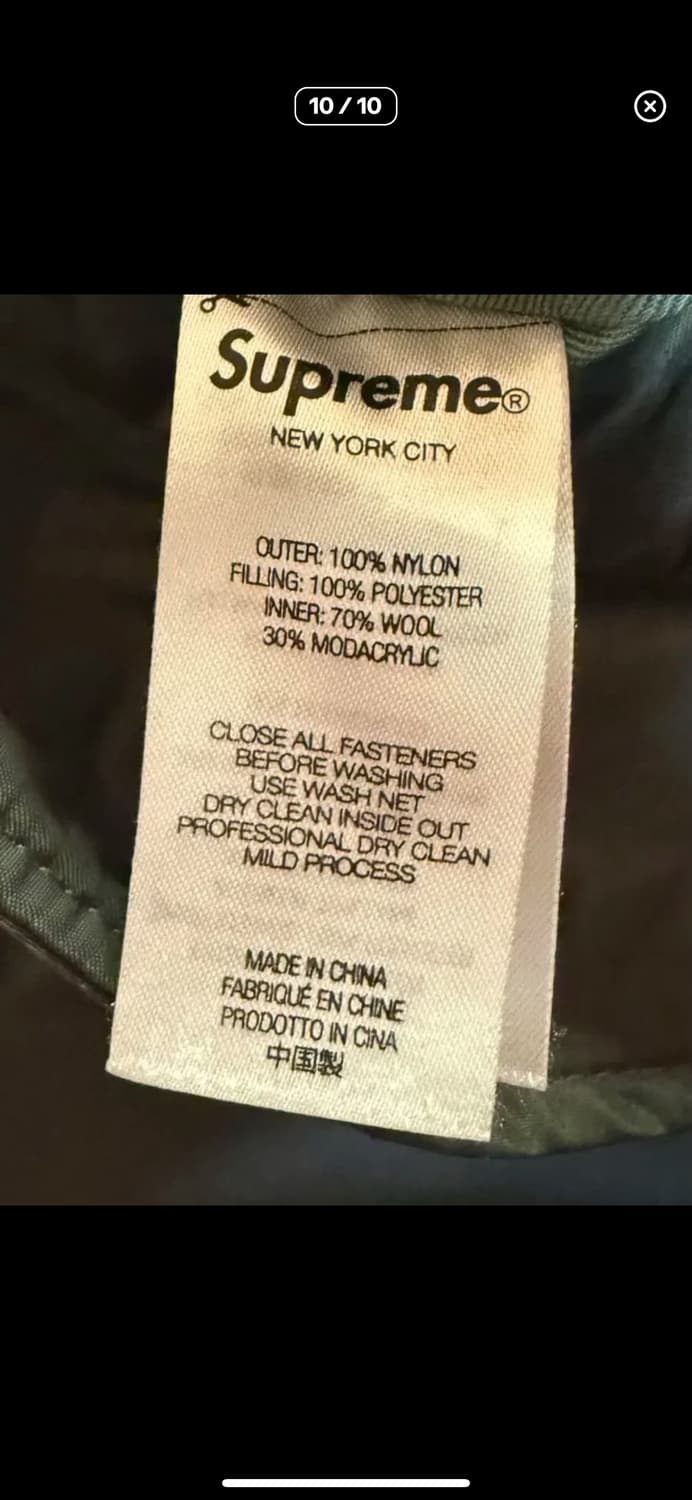 10 / 10
Supreme®
NEW YORK CITY
OUTER: 100% NYLON
FILLING: 100% POLYESTER
INNER: 70% WOOL
30% MODACRYLIC
CLOSE ALL FASTENERS
BEFORE WASHING
USE WASH NET
DRY CLEAN INSIDE OUT
PROFESSIONAL DRY CLEAN
MILD PROCESS
MADE IN CHINA
FABRIQUÉ EN CHINE
PRODOTTO IN CINA
中国製